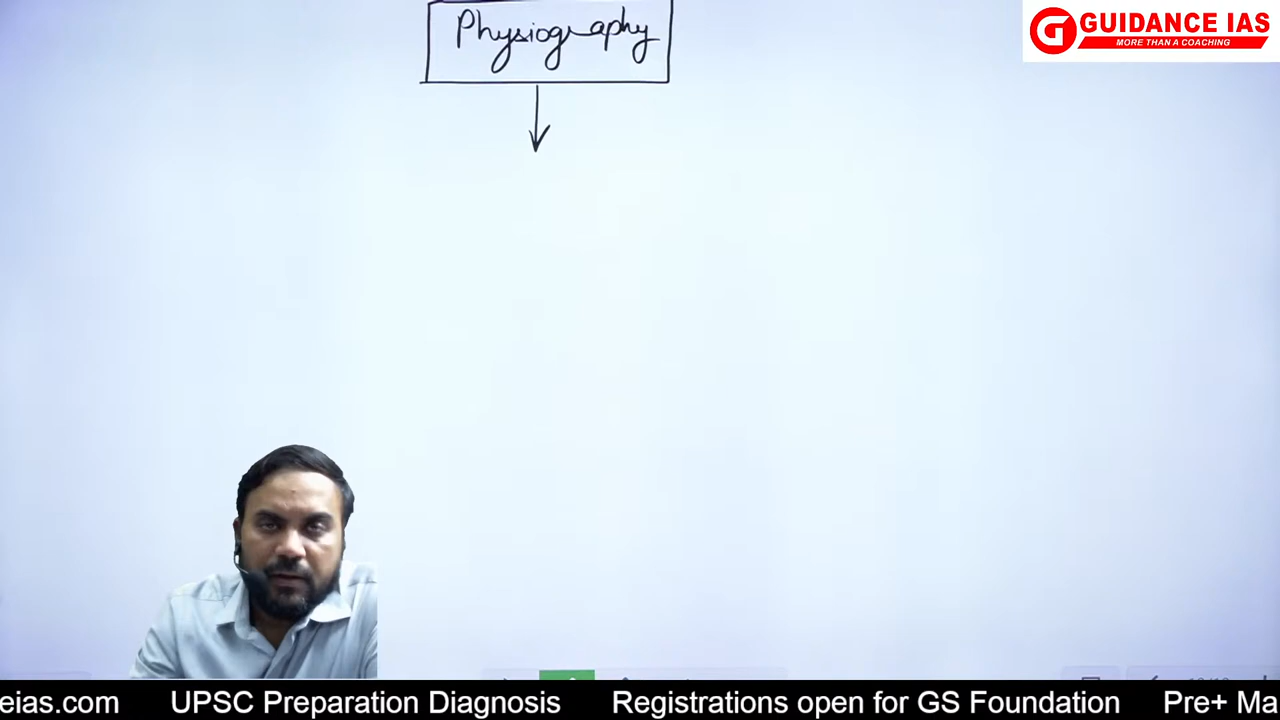 Physiography
GUIDANCE IAS
MORE THAN A COACHING
eias.com UPSC Preparation Diagnosis Registrations open for GS Foundation Pre+ Ma